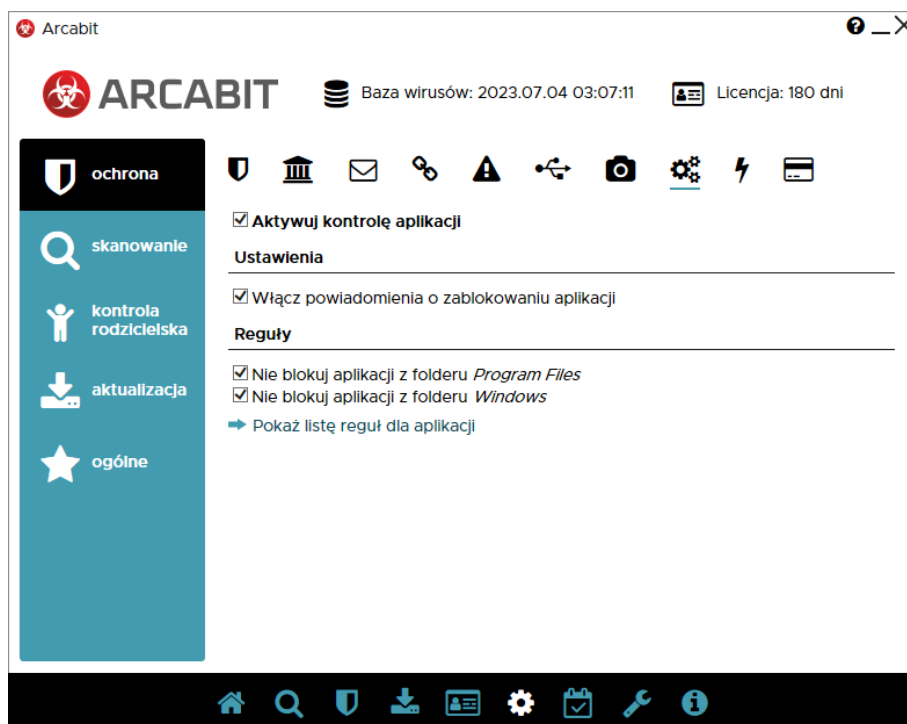 Arcabit
ARCABIT
Baza wirusów: 2023.07.04 03:07:11
Licencja: 180 dni
ochrona
skanowanie
kontrola
rodzicielska
aktualizacja
ogólne
Aktywuj kontrolę aplikacji
Ustawienia
Włącz powiadomienia o zablokowaniu aplikacji
Reguły
Nie blokuj aplikacji z folderu Program Files
Nie blokuj aplikacji z folderu Windows
Pokaż listę reguł dla aplikacji